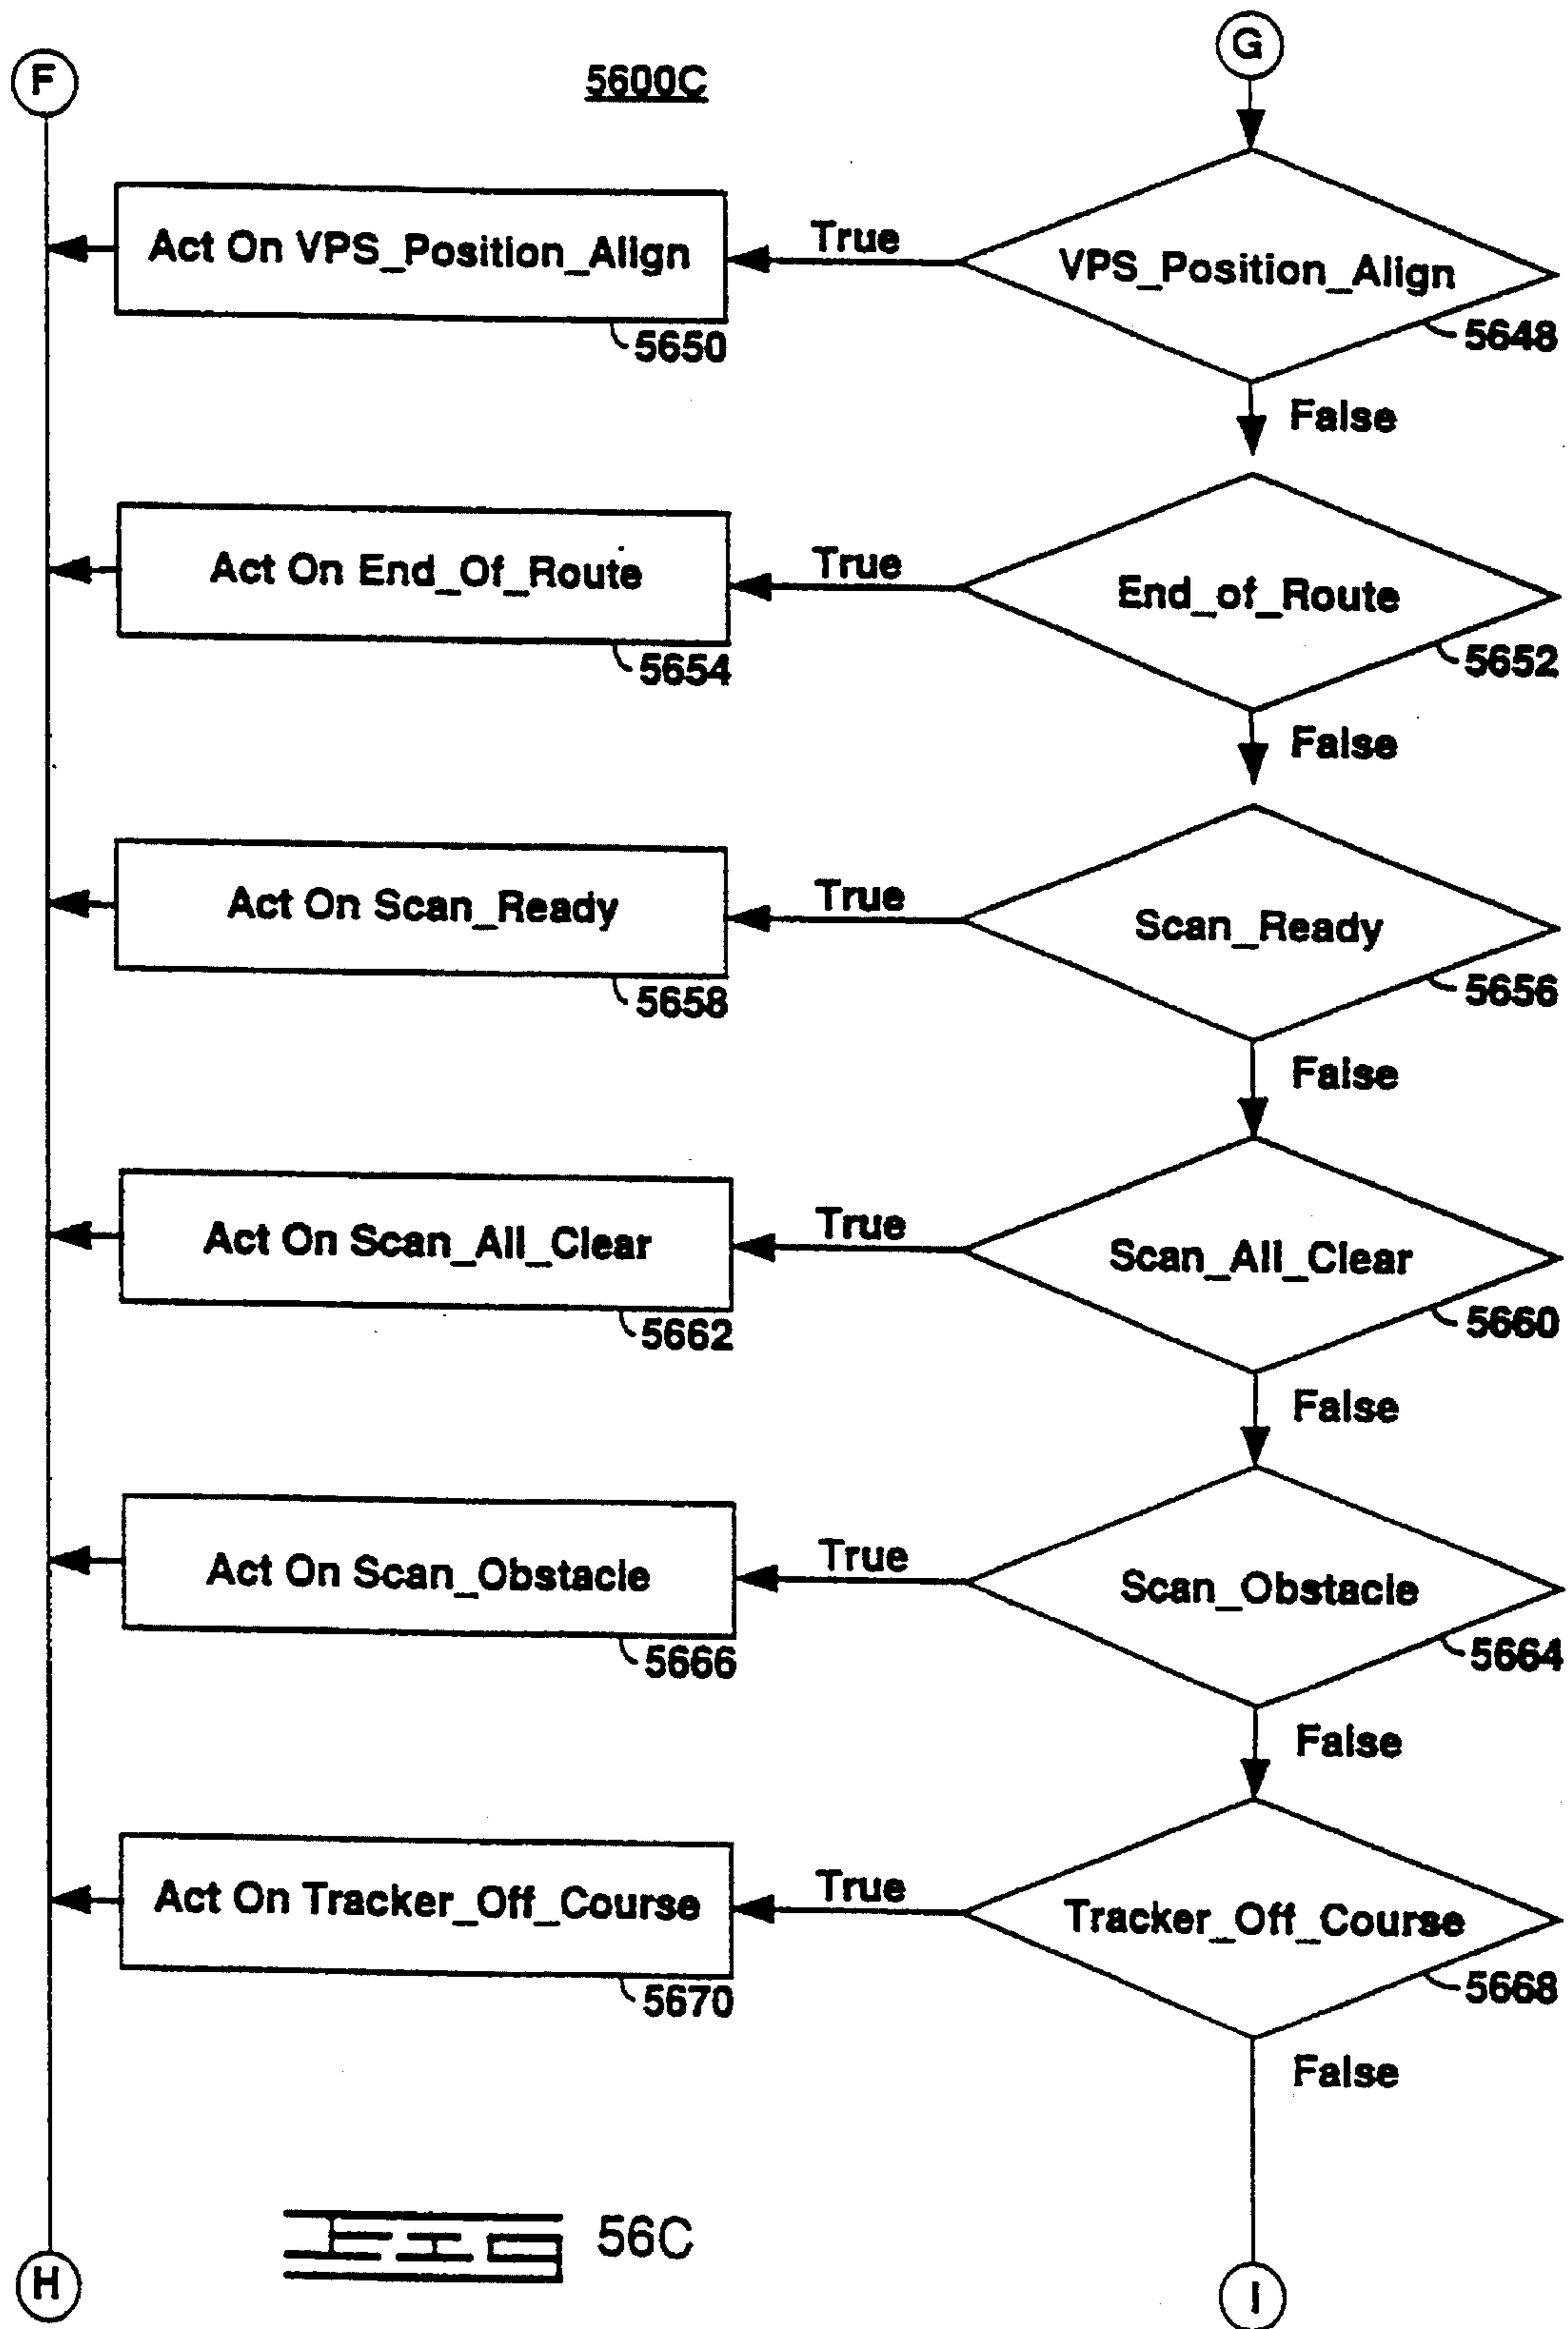 G
F
5600C
True
Act On VPS_Position_Align
VPS_Position_Align
5650
5648
False
True
Act On End_Of_Route
End_of_Route
5654
5652
False
True
Act On Scan_Ready
Scan_Ready
5658
5656
False
True
Act On Scan_All_Clear
Scan_All_Clear
5662
5660
False
True
Act On Scan_Obstacle
Scan_Obstacle
5666
5664
False
True
Act On Tracker_Off_Course
Tracker_Off_Course
5670
5668
False
FIG 56C
H
I